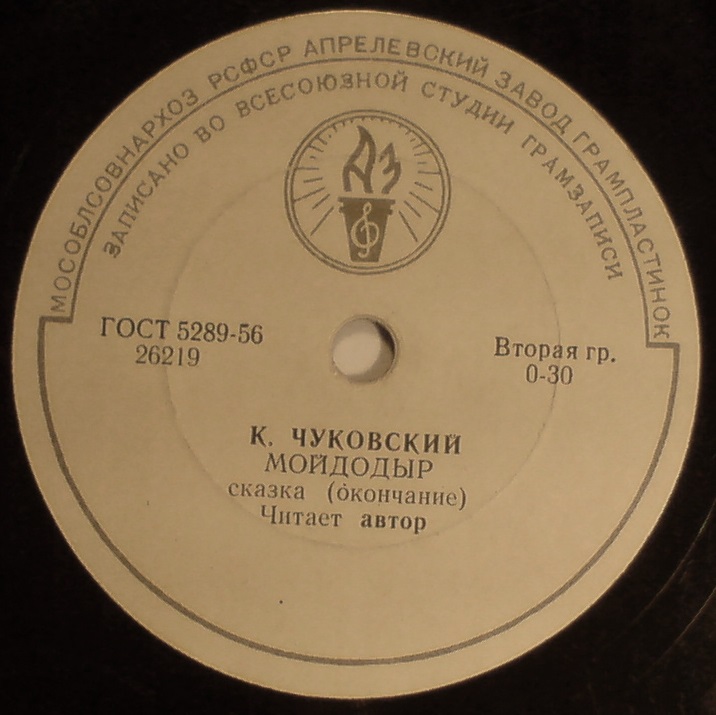 МОСОБЛСОВНАРХОЗ РСФСР АПРЕЛЕВСКИЙ ЗАВОД ГРАМПЛАСТИНОК
ЗАПИСАНО ВО ВСЕСОЮЗНОЙ СТУДИИ ГРАМЗАПИСИ
АЗ
ГОСТ 5289-56
26219
Вторая гр.
0-30
К. ЧУКОВСКИЙ
МОЙДОДЫР
сказка (окончание)
Читает автор